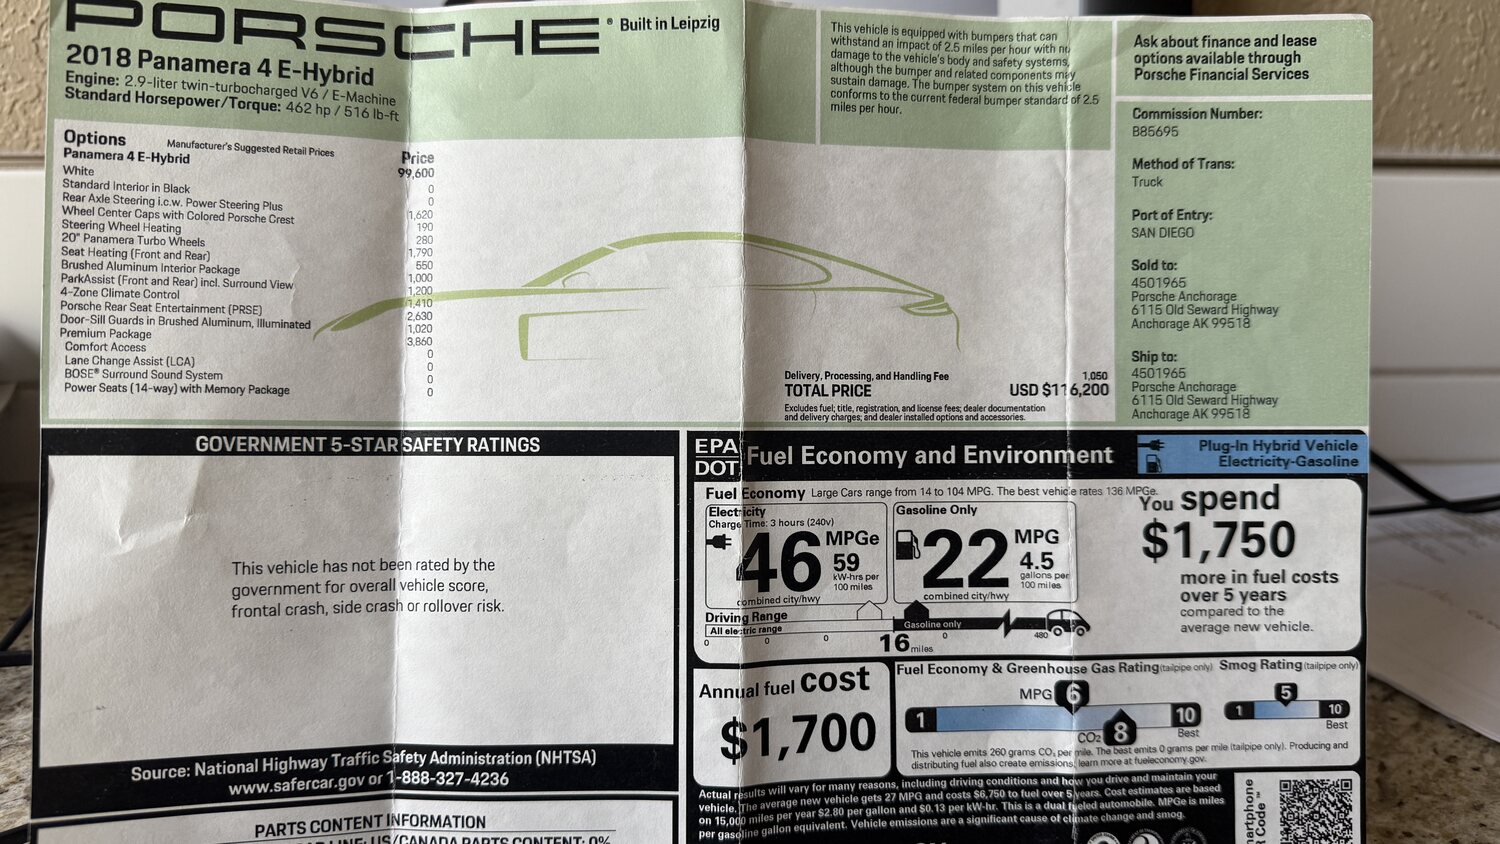 PORSCHE® Built in Leipzig
2018 Panamera 4 E-Hybrid
Engine: 2.9-liter twin-turbocharged V6 / E-Machine
Standard Horsepower/Torque: 462 hp / 516 lb-ft
This vehicle is equipped with bumpers that can
withstand an impact of 2.5 miles per hour with no
damage to the vehicle's body and safety systems,
although the bumper and related components may
sustain damage. The bumper system on this vehicle
conforms to the current federal bumper standard of 2.5
miles per hour.
Ask about finance and lease
options available through
Porsche Financial Services
Commission Number:
B85695
Method of Trans:
Truck
Port of Entry:
SAN DIEGO
Sold to:
4501965
Porsche Anchorage
6115 Old Seward Highway
Anchorage AK 99518
Ship to:
4501965
Porsche Anchorage
6115 Old Seward Highway
Anchorage AK 99518
Options Manufacturer's Suggested Retail Prices Price
Panamera 4 E-Hybrid 99,600
White 0
Standard Interior in Black 0
Rear Axle Steering i.c.w. Power Steering Plus 1,620
Wheel Center Caps with Colored Porsche Crest 190
Steering Wheel Heating 280
20" Panamera Turbo Wheels 1,790
Seat Heating (Front and Rear) 550
Brushed Aluminum Interior Package 1,000
ParkAssist (Front and Rear) incl. Surround View 1,200
4-Zone Climate Control 1,410
Porsche Rear Seat Entertainment (PRSE) 2,630
Door-Sill Guards in Brushed Aluminum, Illuminated 1,020
Premium Package 3,860
Comfort Access 0
Lane Change Assist (LCA) 0
BOSE® Surround Sound System 0
Power Seats (14-way) with Memory Package 0
Delivery, Processing, and Handling Fee 1,050
TOTAL PRICE USD $116,200
Excludes fuel; title, registration, and license fees; dealer documentation
and delivery charges; and dealer installed options and accessories.
GOVERNMENT 5-STAR SAFETY RATINGS
This vehicle has not been rated by the
government for overall vehicle score,
frontal crash, side crash or rollover risk.
Source: National Highway Traffic Safety Administration (NHTSA)
www.safercar.gov or 1-888-327-4236
PARTS CONTENT INFORMATION
LINE: US/CANADA PARTS CONTENT: 0%
EPA
DOT
Fuel Economy and Environment
Plug-In Hybrid Vehicle
Electricity-Gasoline
Fuel Economy Large Cars range from 14 to 104 MPG. The best vehicle rates 136 MPGe.
Electricity
Charge Time: 3 hours (240v)
46 MPGe
59
kW-hrs per
100 miles
combined city/hwy
Gasoline Only
22 MPG
4.5
gallons per
100 miles
combined city/hwy
You spend
$1,750
more in fuel costs
over 5 years
compared to the
average new vehicle.
Driving Range
All electric range
Gasoline only
0 0 0 16 miles 0 480
Annual fuel cost
$1,700
Fuel Economy & Greenhouse Gas Rating (tailpipe only)
MPG 6
1 10
Best
CO₂ 8
Smog Rating (tailpipe only)
5
1 10
Best
This vehicle emits 260 grams CO₂ per mile. The best emits 0 grams per mile (tailpipe only). Producing and
distributing fuel also create emissions; learn more at fueleconomy.gov.
Actual results will vary for many reasons, including driving conditions and how you drive and maintain your
vehicle. The average new vehicle gets 27 MPG and costs $6,750 to fuel over 5 years. Cost estimates are based
on 15,000 miles per year $2.80 per gallon and $0.13 per kW-hr. This is a dual fueled automobile. MPGe is miles
per gasoline gallon equivalent. Vehicle emissions are a significant cause of climate change and smog.